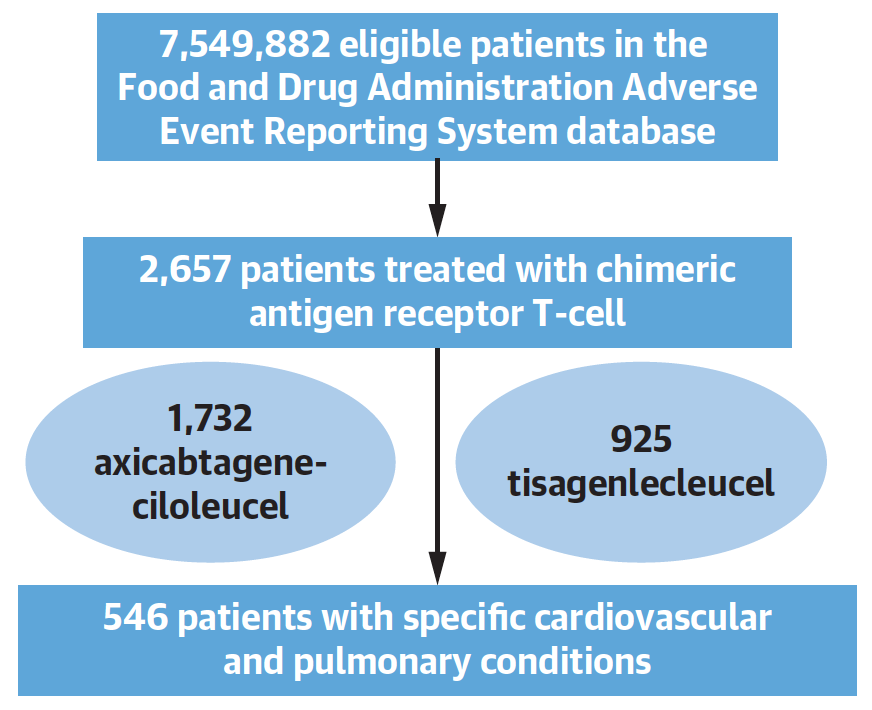 7,549,882 eligible patients in the
Food and Drug Administration Adverse
Event Reporting System database
2,657 patients treated with chimeric
antigen receptor T-cell
1,732
axicabtagene-
ciloleucel
925
tisagenlecleucel
546 patients with specific cardiovascular
and pulmonary conditions